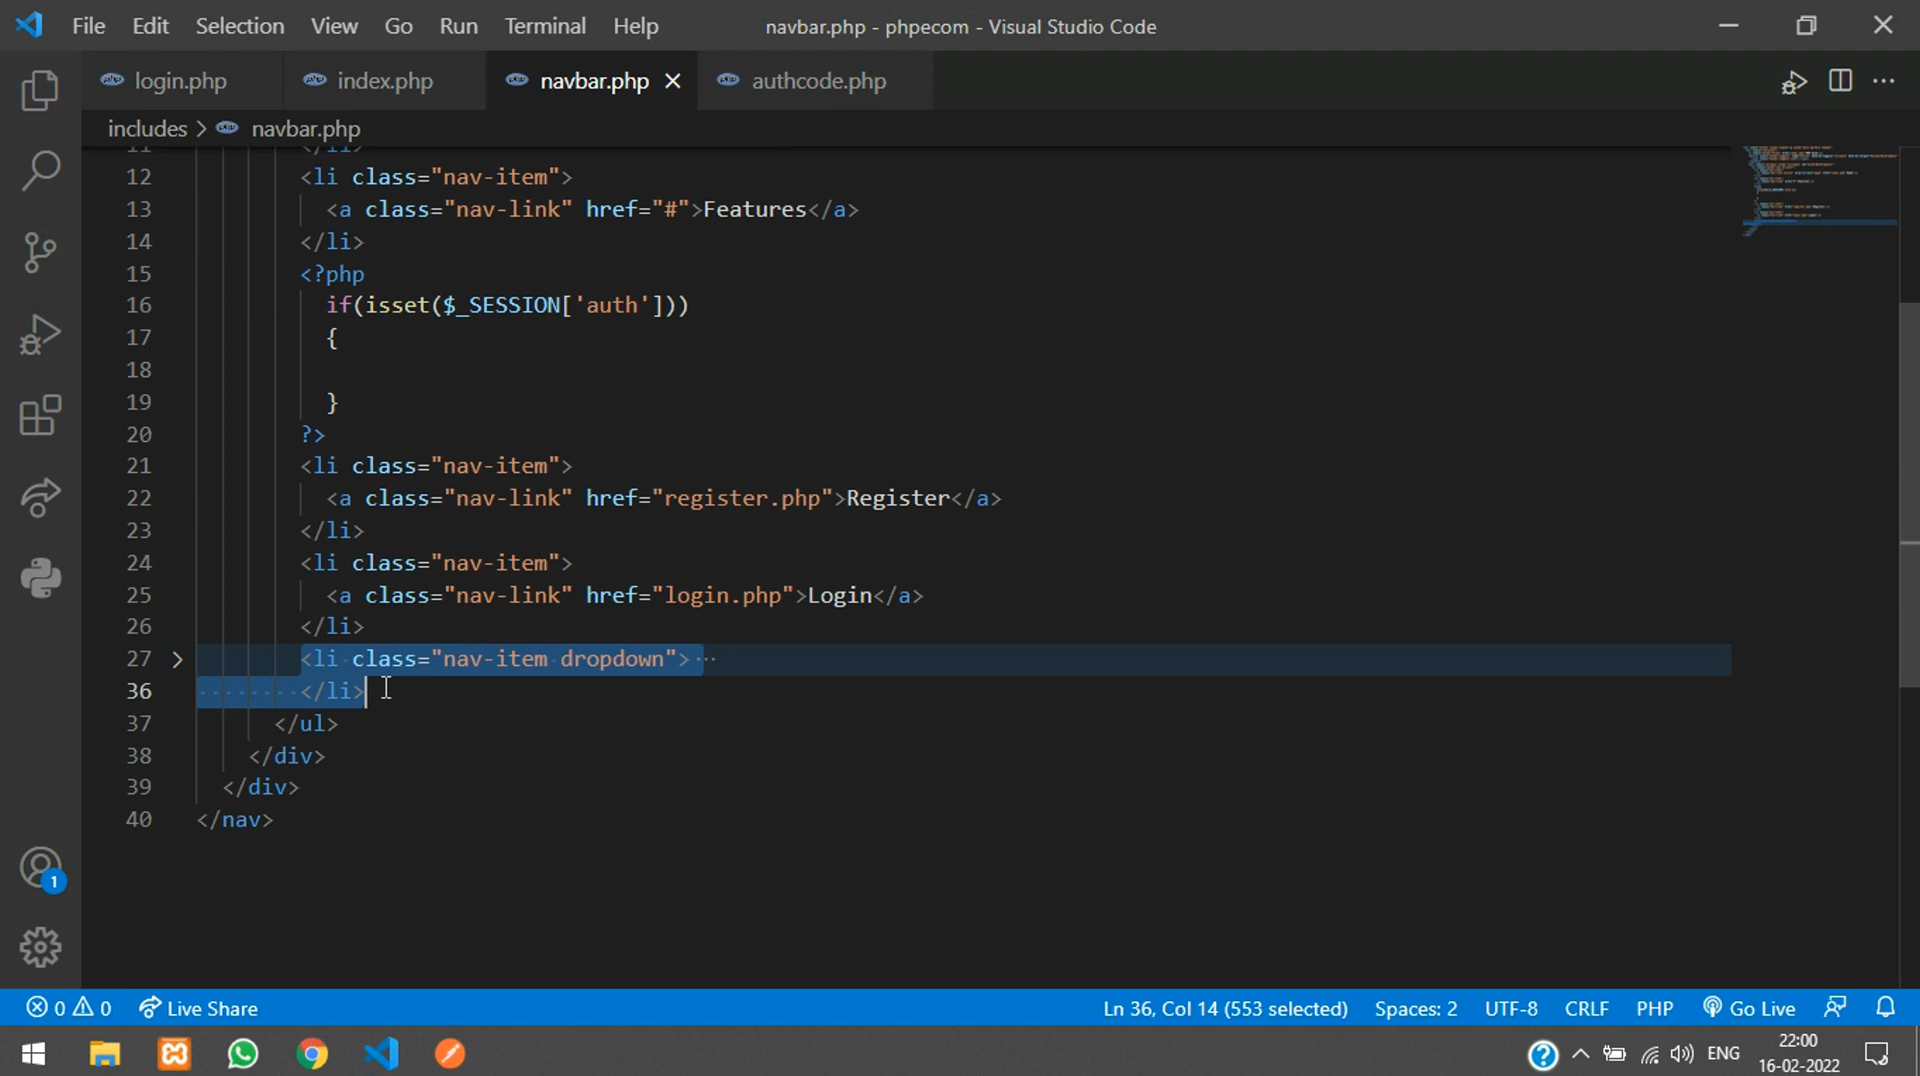 File Edit Selection View Go Run Terminal Help navbar.php - phpecom - Visual Studio Code
login.php index.php navbar.php authcode.php
includes > navbar.php
11 </li>
12 <li class="nav-item">
13 <a class="nav-link" href="#">Features</a>
14 </li>
15 <?php
16 if(isset($_SESSION['auth']))
17 {
18
19 }
20 ?>
21 <li class="nav-item">
22 <a class="nav-link" href="register.php">Register</a>
23 </li>
24 <li class="nav-item">
25 <a class="nav-link" href="login.php">Login</a>
26 </li>
27 <li class="nav-item dropdown"> ...
36 </li>
37 </ul>
38 </div>
39 </div>
40 </nav>
1
0 0 Live Share Ln 36, Col 14 (553 selected) Spaces: 2 UTF-8 CRLF PHP Go Live
ENG 22:00
16-02-2022